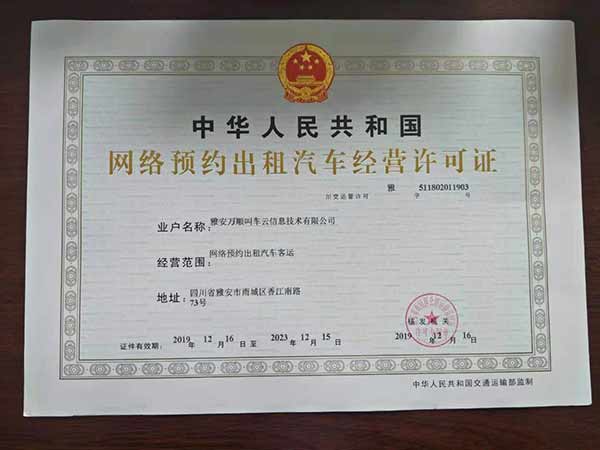 中华人民共和国
网络预约出租汽车经营许可证
雅 511802011903
川交运管许可 字 号
业户名称：雅安万顺叫车云信息技术有限公司
经营范围：网络预约出租汽车客运
地址：四川省雅安市雨城区香江南路
73号
核发机关
证件有效期： 2019 年 12 月 16 日 至 2023 年 12 月 15 日 2019 年 12 月 16 日
中华人民共和国交通运输部监制